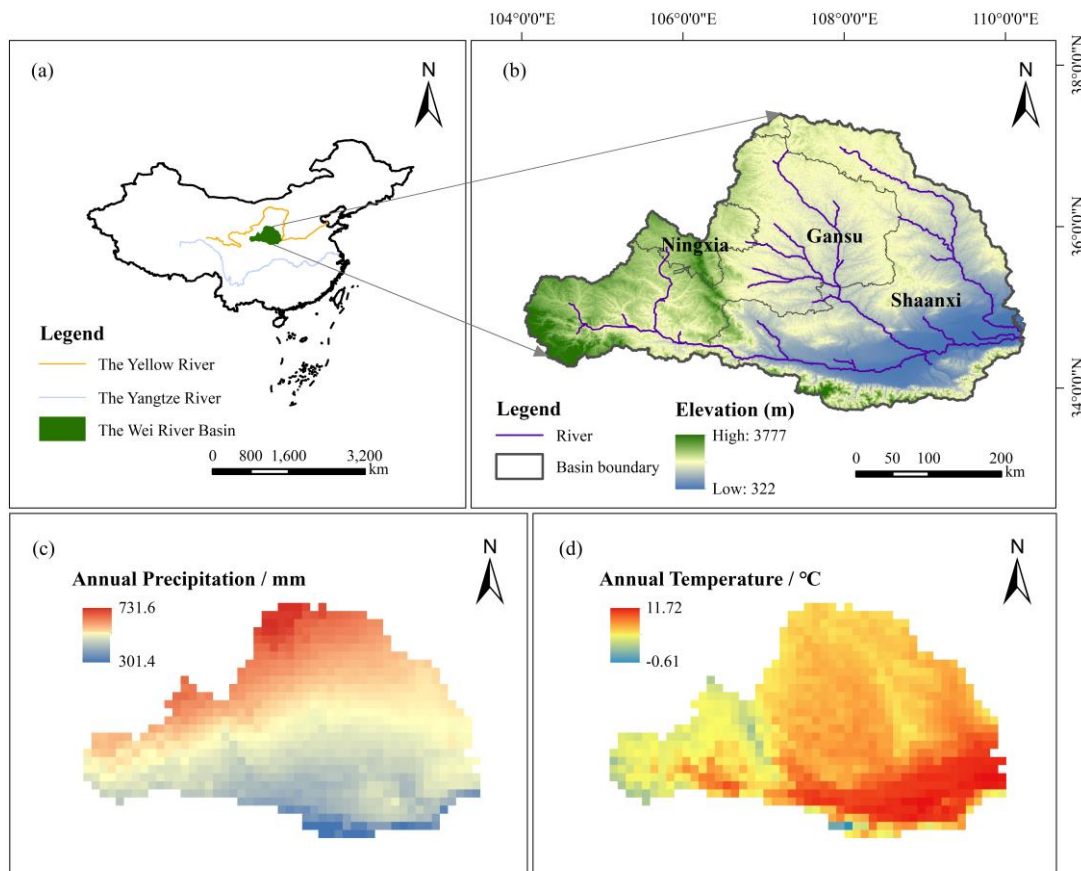 104°0'0"E
106°0'0"E
108°0'0"E
110°0'0"E
(a)
N
Legend
The Yellow River
The Yangtze River
The Wei River Basin
0 800 1,600 3,200
km
(b)
N
38°0'0"N
36°0'0"N
34°0'0"N
Ningxia
Gansu
Shaanxi
Legend
River
Basin boundary
Elevation (m)
High: 3777
Low: 322
0 50 100 200
km
(c)
N
Annual Precipitation / mm
731.6
301.4
(d)
N
Annual Temperature / °C
11.72
-0.61